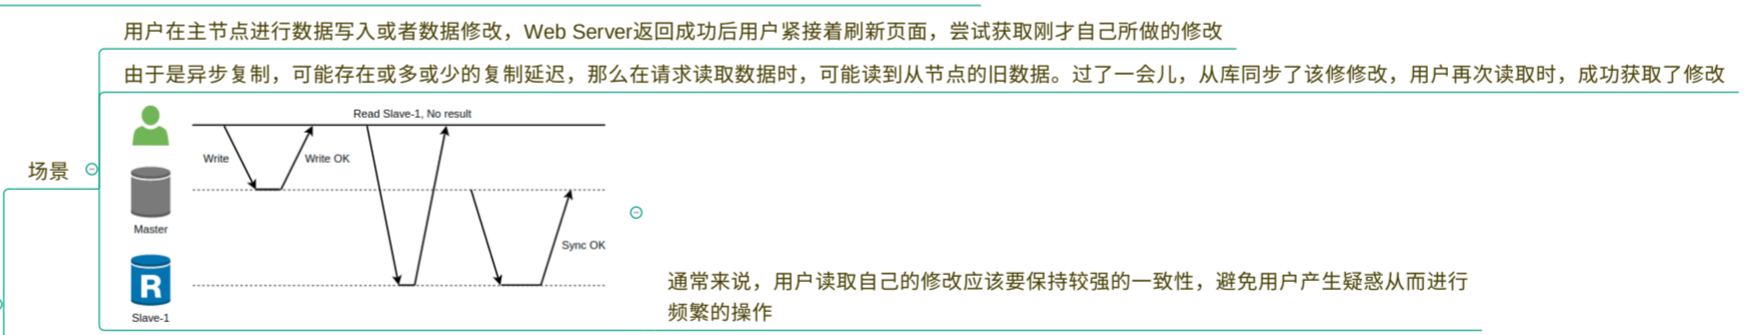 用户在主节点进行数据写入或者数据修改，Web Server返回成功后用户紧接着刷新页面，尝试获取刚才自己所做的修改
由于是异步复制，可能存在或多或少的复制延迟，那么在请求读取数据时，可能读到从节点的旧数据。过了一会儿，从库同步了该修修改，用户再次读取时，成功获取了修改
场景
Read Slave-1, No result
Write
Write OK
Master
Sync OK
R
Slave-1
通常来说，用户读取自己的修改应该要保持较强的一致性，避免用户产生疑惑从而进行
频繁的操作